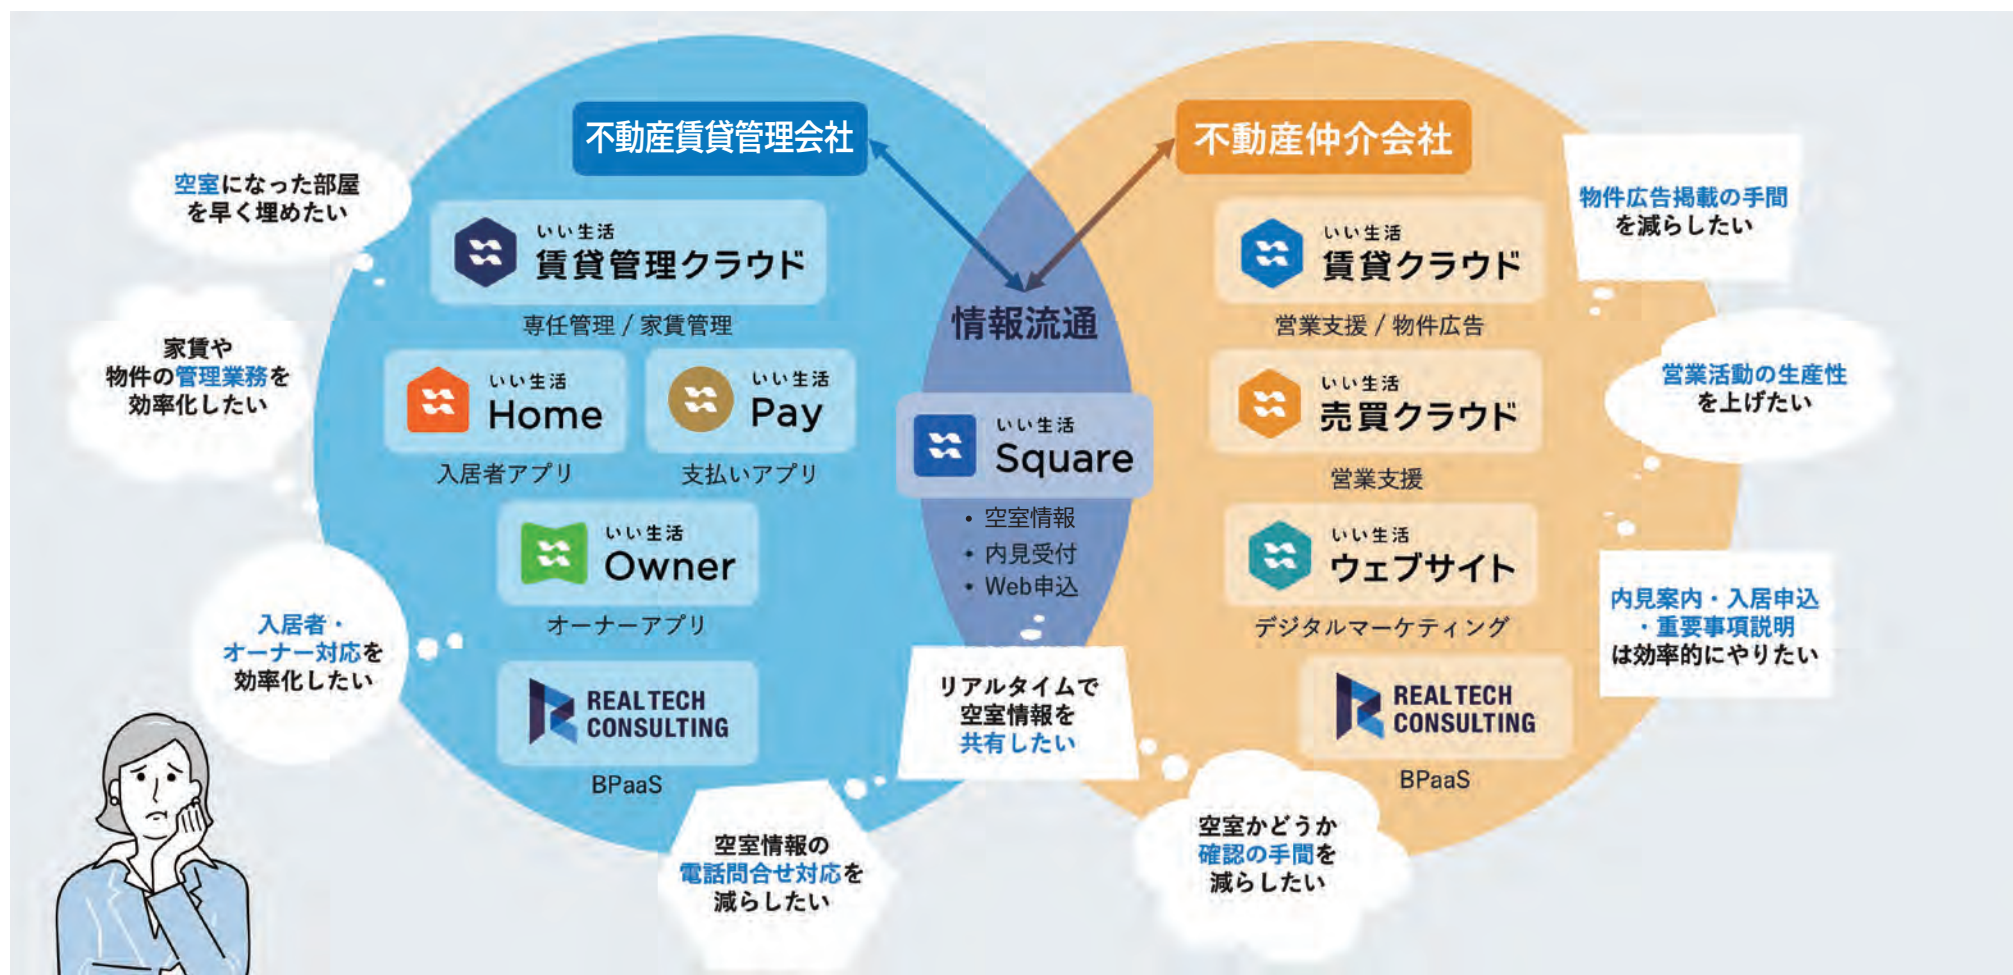 不動産賃貸管理会社
いい生活
賃貸管理クラウド
専任管理 / 家賃管理
いい生活
Home
入居者アプリ
いい生活
Pay
支払いアプリ
いい生活
Owner
オーナーアプリ
REALTECH
CONSULTING
BPaaS
情報流通
いい生活
Square
• 空室情報
• 内見受付
• Web申込
不動産仲介会社
いい生活
賃貸クラウド
営業支援 / 物件広告
いい生活
売買クラウド
営業支援
いい生活
ウェブサイト
デジタルマーケティング
REALTECH
CONSULTING
BPaaS
空室になった部屋
を早く埋めたい
家賃や
物件の管理業務を
効率化したい
入居者・
オーナー対応を
効率化したい
空室情報の
電話問合せ対応を
減らしたい
リアルタイムで
空室情報を
共有したい
空室かどうか
確認の手間を
減らしたい
物件広告掲載の手間
を減らしたい
営業活動の生産性
を上げたい
内見案内・入居申込
・重要事項説明
は効率的にやりたい